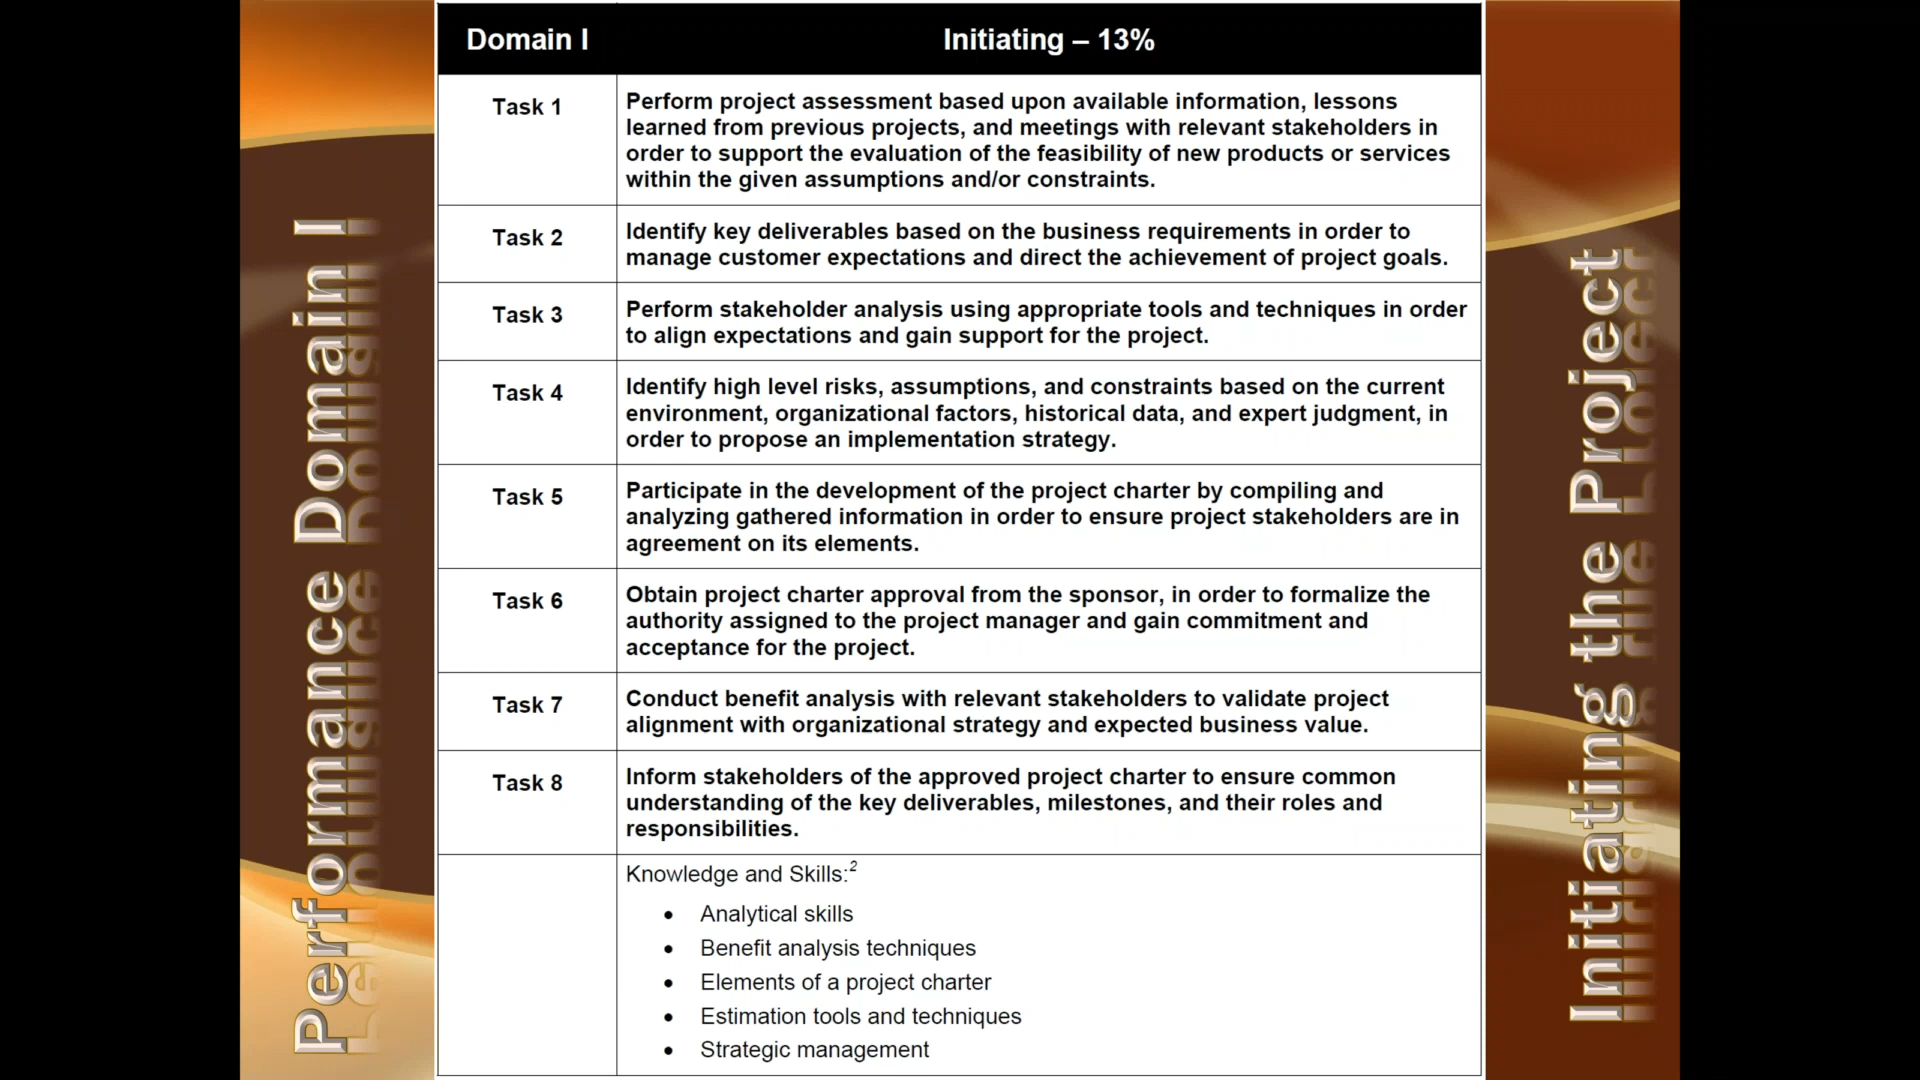 Performance Domain I
Domain I
Initiating – 13%
Task 1
Perform project assessment based upon available information, lessons
learned from previous projects, and meetings with relevant stakeholders in
order to support the evaluation of the feasibility of new products or services
within the given assumptions and/or constraints.
Task 2
Identify key deliverables based on the business requirements in order to
manage customer expectations and direct the achievement of project goals.
Task 3
Perform stakeholder analysis using appropriate tools and techniques in order
to align expectations and gain support for the project.
Task 4
Identify high level risks, assumptions, and constraints based on the current
environment, organizational factors, historical data, and expert judgment, in
order to propose an implementation strategy.
Task 5
Participate in the development of the project charter by compiling and
analyzing gathered information in order to ensure project stakeholders are in
agreement on its elements.
Task 6
Obtain project charter approval from the sponsor, in order to formalize the
authority assigned to the project manager and gain commitment and
acceptance for the project.
Task 7
Conduct benefit analysis with relevant stakeholders to validate project
alignment with organizational strategy and expected business value.
Task 8
Inform stakeholders of the approved project charter to ensure common
understanding of the key deliverables, milestones, and their roles and
responsibilities.
Knowledge and Skills:²
• Analytical skills
• Benefit analysis techniques
• Elements of a project charter
• Estimation tools and techniques
• Strategic management
Initiating the Project